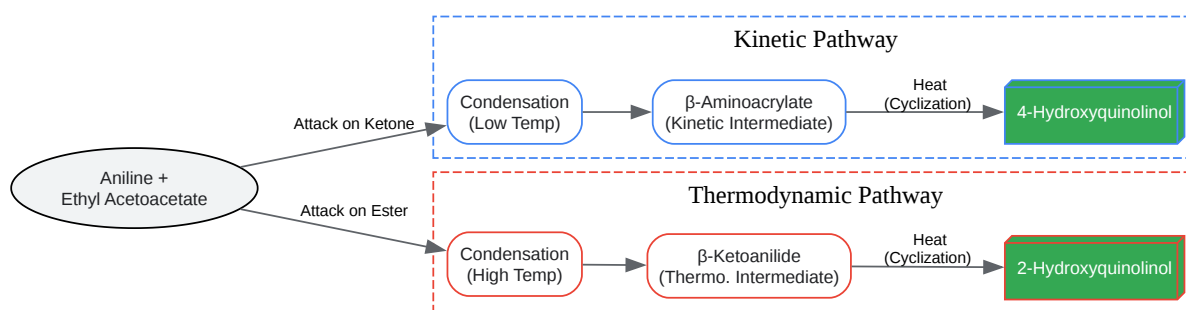 Kinetic Pathway
Attack on Ketone
Condensation
(Low Temp)
β-Aminoacrylate
(Kinetic Intermediate)
Heat
(Cyclization)
4-Hydroxyquinolinol
Aniline +
Ethyl Acetoacetate
Thermodynamic Pathway
Attack on Ester
Condensation
(High Temp)
β-Ketoanilide
(Thermo. Intermediate)
Heat
(Cyclization)
2-Hydroxyquinolinol